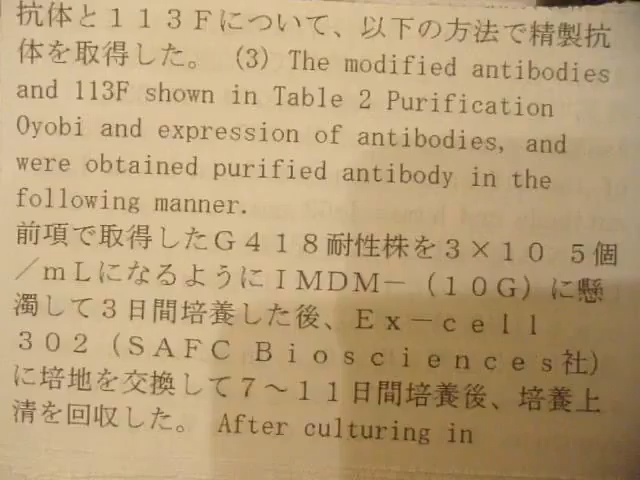 抗体と１１３Ｆについて、以下の方法で精製抗
体を取得した。 (3) The modified antibodies
and 113F shown in Table 2 Purification
Oyobi and expression of antibodies, and
were obtained purified antibody in the
following manner.
前項で取得したＧ４１８耐性株を３×１０ ５個
／ｍＬになるようにＩＭＤＭ－（１０Ｇ）に懸
濁して３日間培養した後、Ｅｘ－ｃｅｌｌ
３０２（ＳＡＦＣ Ｂｉｏｓｃｉｅｎｃｅｓ社）
に培地を交換して７～１１日間培養後、培養上
清を回収した。 After culturing in